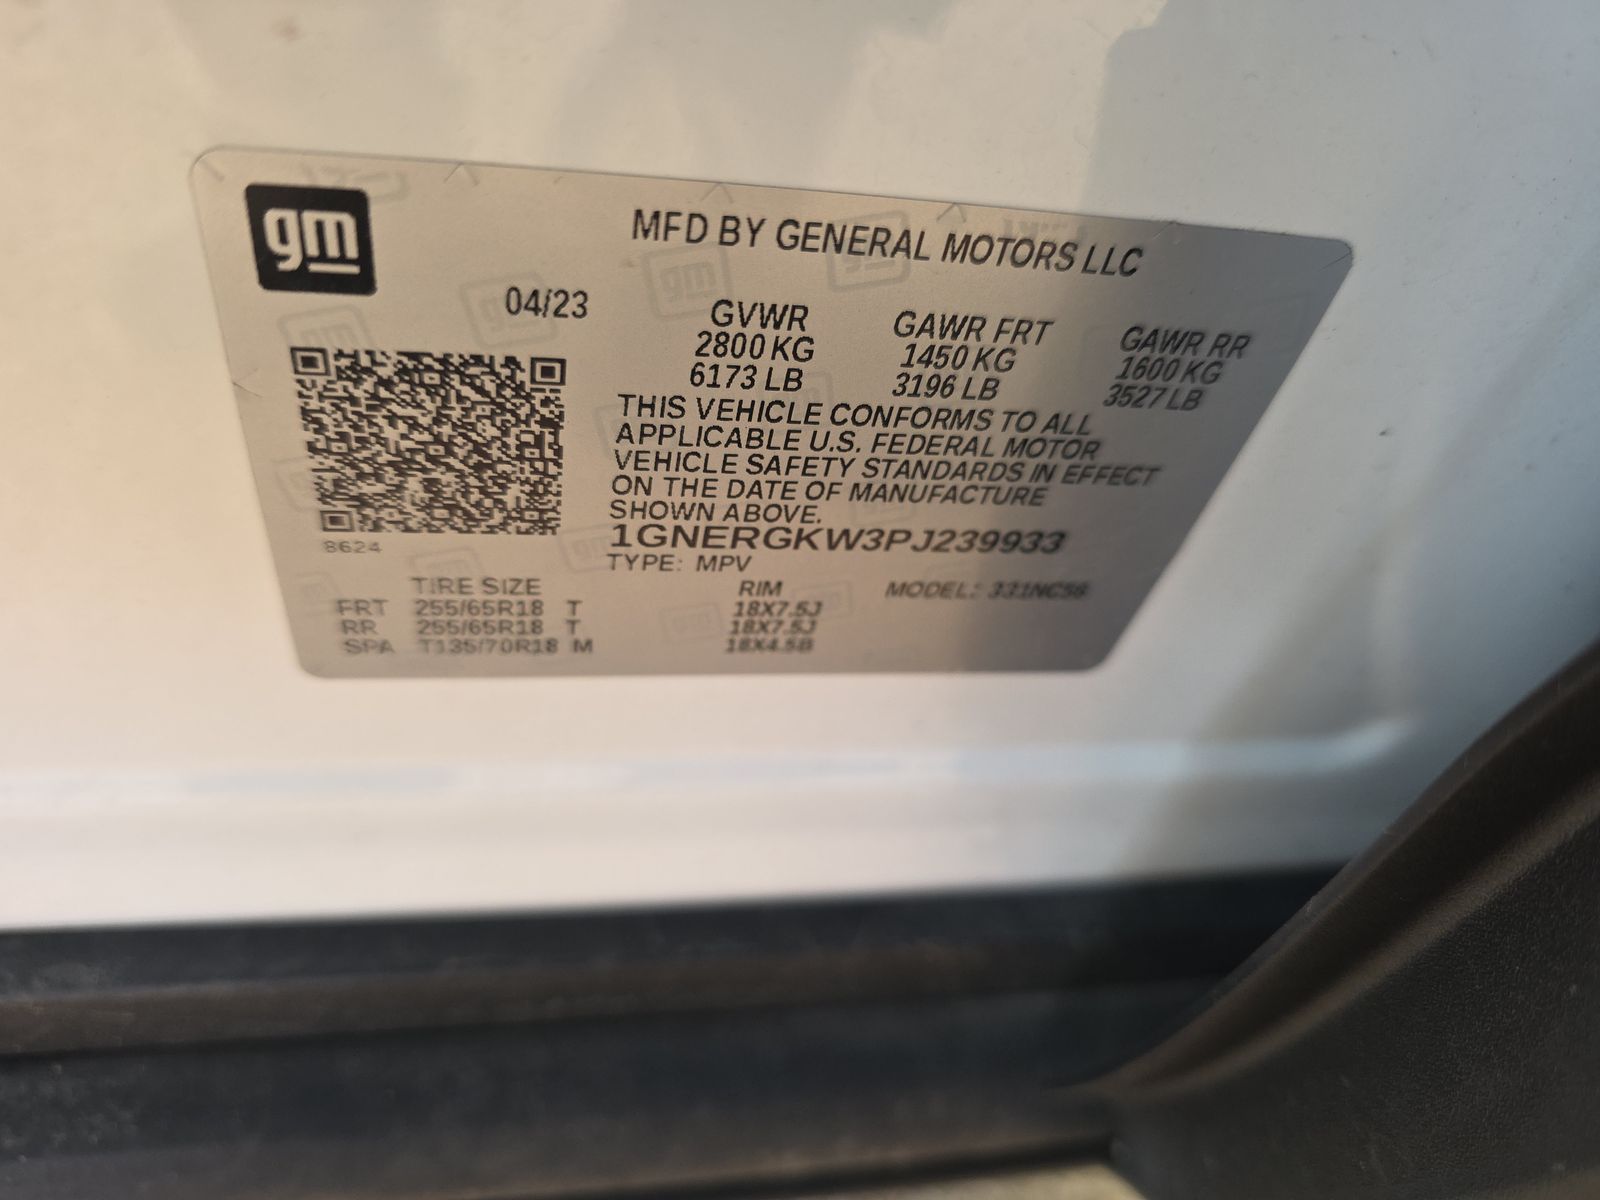 gm
MFD BY GENERAL MOTORS LLC
04/23
GVWR GAWR FRT GAWR RR
2800 KG 1450 KG 1600 KG
6173 LB 3196 LB 3527 LB
THIS VEHICLE CONFORMS TO ALL
APPLICABLE U.S. FEDERAL MOTOR
VEHICLE SAFETY STANDARDS IN EFFECT
ON THE DATE OF MANUFACTURE
SHOWN ABOVE.
1GNERGKW3PJ239933
8624
TYPE: MPV
TIRE SIZE RIM MODEL: 331NC56
FRT 255/65R18 T 18X7.5J
RR 255/65R18 T 18X7.5J
SPA T135/70R18 M 18X4.5B